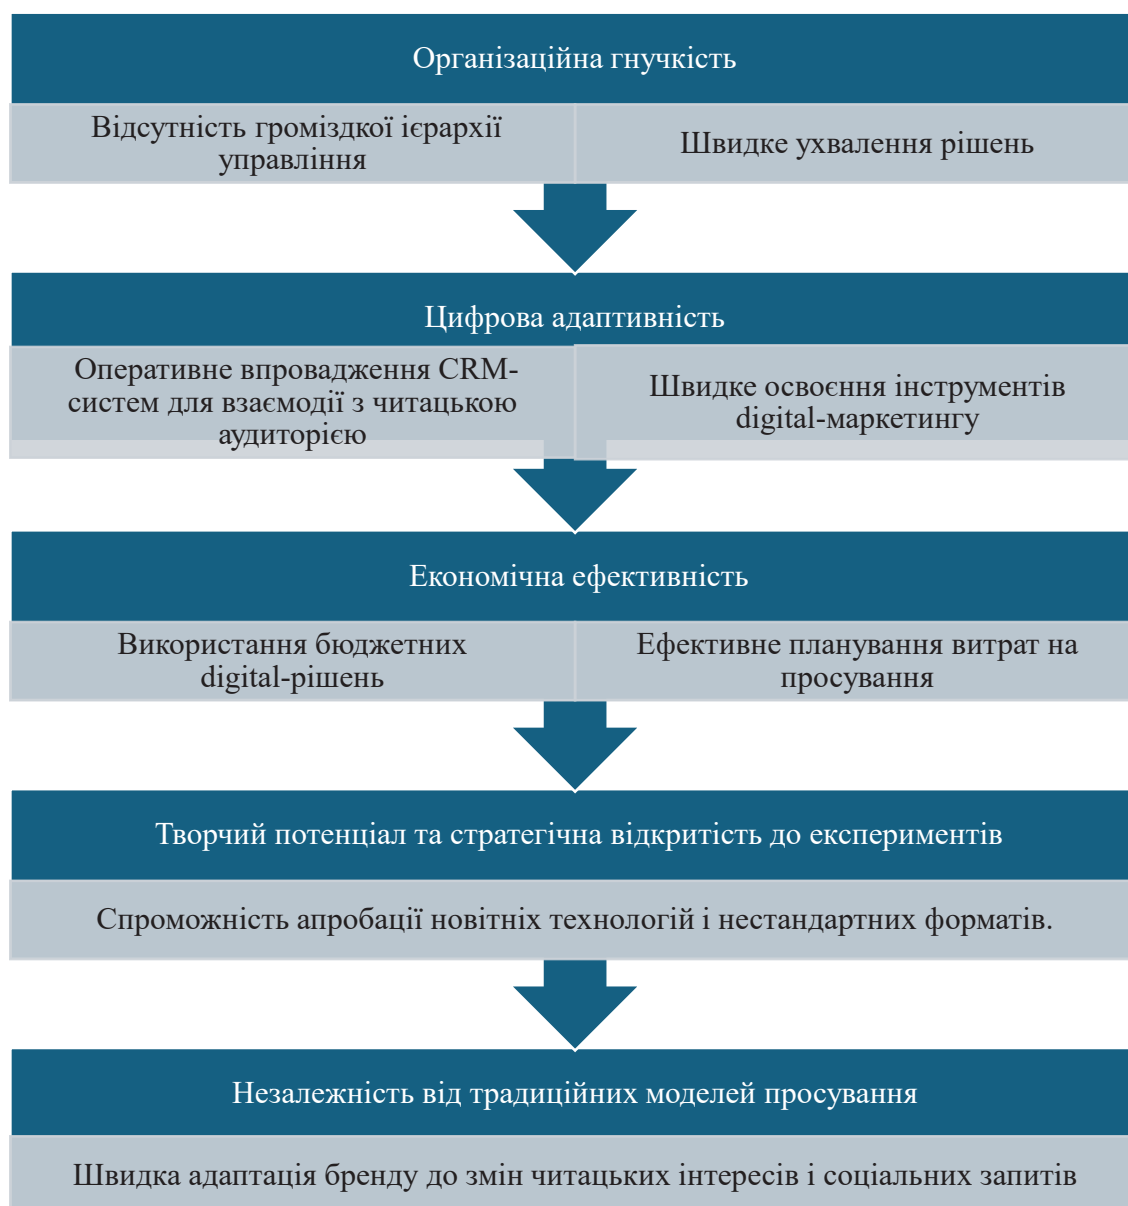 Організаційна гнучкість
Відсутність громіздкої ієрархії
управління
Швидке ухвалення рішень
Цифрова адаптивність
Оперативне впровадження CRM-
систем для взаємодії з читацькою
аудиторією
Швидке освоєння інструментів
digital-маркетингу
Економічна ефективність
Використання бюджетних
digital-рішень
Ефективне планування витрат на
просування
Творчий потенціал та стратегічна відкритість до експериментів
Спроможність апробації новітніх технологій і нестандартних форматів.
Незалежність від традиційних моделей просування
Швидка адаптація бренду до змін читацьких інтересів і соціальних запитів